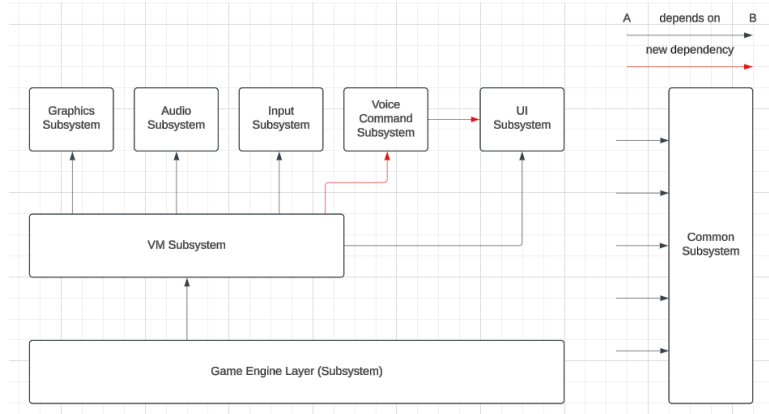 A depends on B
new dependency
Graphics
Subsystem
Audio
Subsystem
Input
Subsystem
Voice
Command
Subsystem
UI
Subsystem
VM Subsystem
Common
Subsystem
Game Engine Layer (Subsystem)